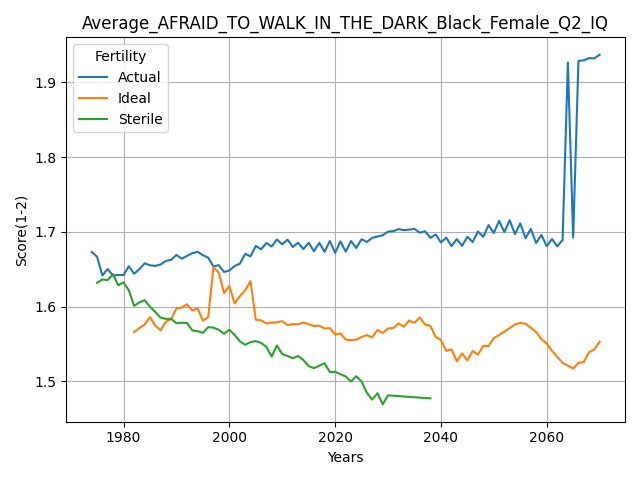 Average_AFRAID_TO_WALK_IN_THE_DARK_Black_Female_Q2_IQ
Fertility
Actual
Ideal
Sterile
Score(1-2)
1.9
1.8
1.7
1.6
1.5
1980
2000
2020
2040
2060
Years